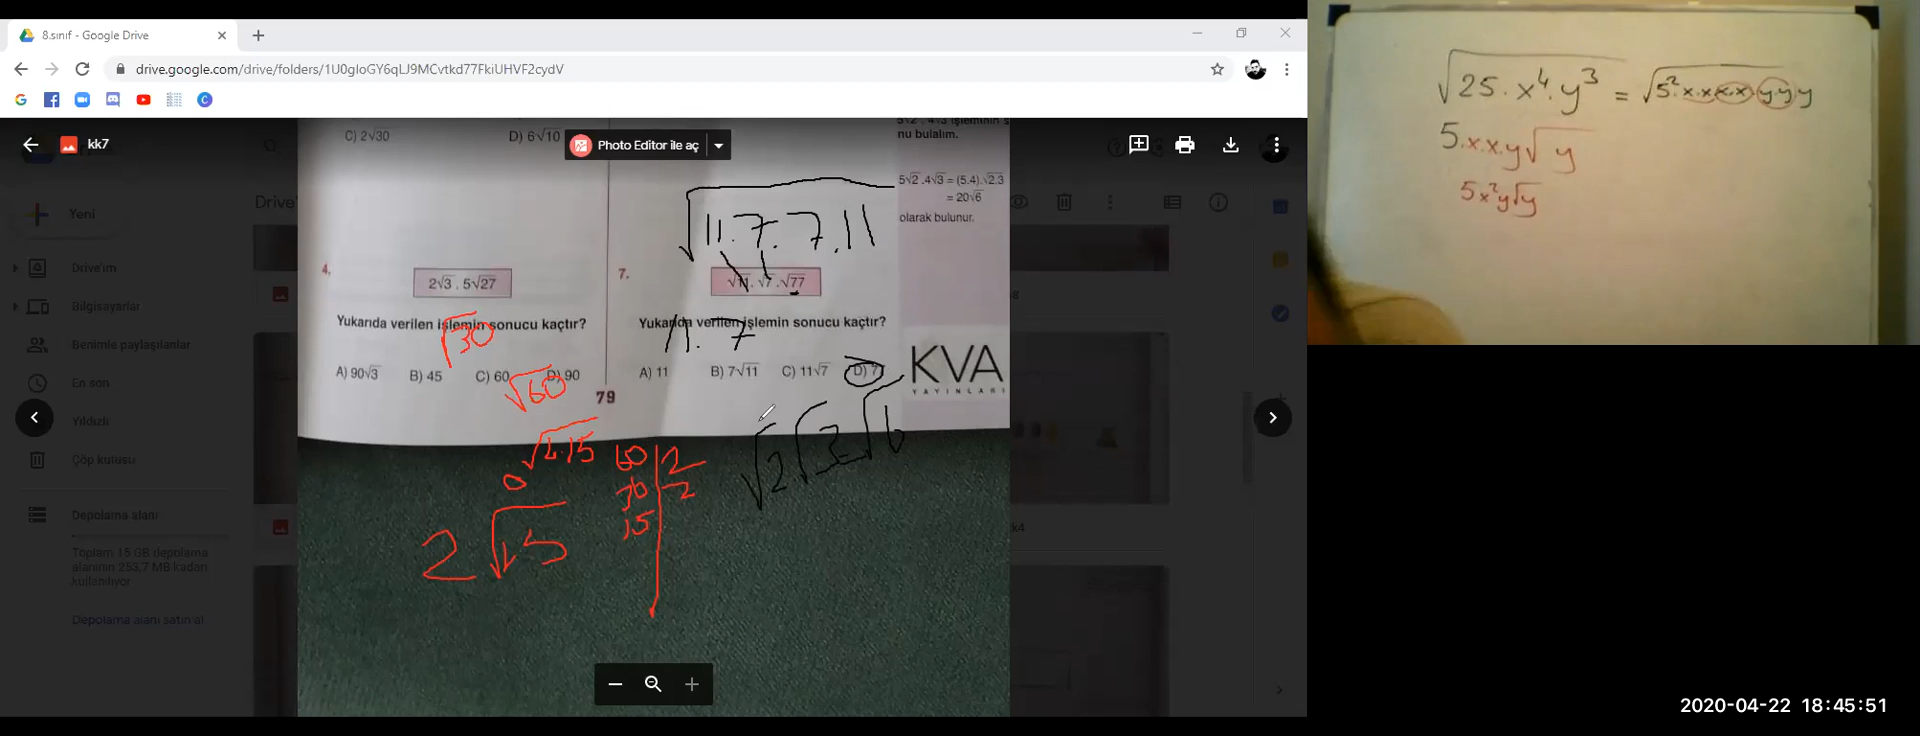 8.sınıf - Google Drive
drive.google.com/drive/folders/1U0gIoGY6qLJ9MCvtkd77FkiUHVF2cydV
kk7
Photo Editor ile aç
Yeni
Drive'
Drive'ım
Bilgisayarlar
Benimle paylaşılanlar
En son
Yıldızlı
Çöp kutusu
Depolama alanı
Toplam 15 GB depolama
alanının 253,7 MB kadarı
kullanılıyor
Depolama alanı satın al
C) 2√30
D) 6√10
4.
2√3 . 5√27
Yukarıda verilen işlemin sonucu kaçtır?
A) 90√3 B) 45 C) 60 D) 90
79
√30
√60
√4.15
2√15
60 2
30 2
15
√11.7.7.11
7.
√11 . √7 . √77
Yukarıda verilen işlemin sonucu kaçtır?
11.7
A) 11 B) 7√11 C) 11√7 D) 7
√2 √3 √6
nu bulalım.
5√2 . 4√3 = (5.4).√2.3
= 20√6
olarak bulunur.
KVA
YAYINLARI
k4
√25.x⁴.y³ = √5².x.x.x.x.y.y.y
5.x.x.y√y
5x²y√y
2020-04-22 18:45:51